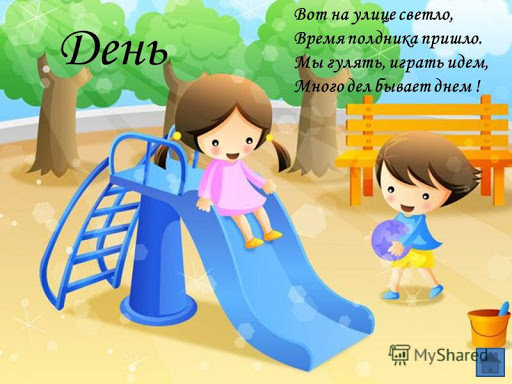 День
Вот на улице светло,
Время полдника пришло.
Мы гулять, играть идем,
Много дел бывает днем !
MyShared